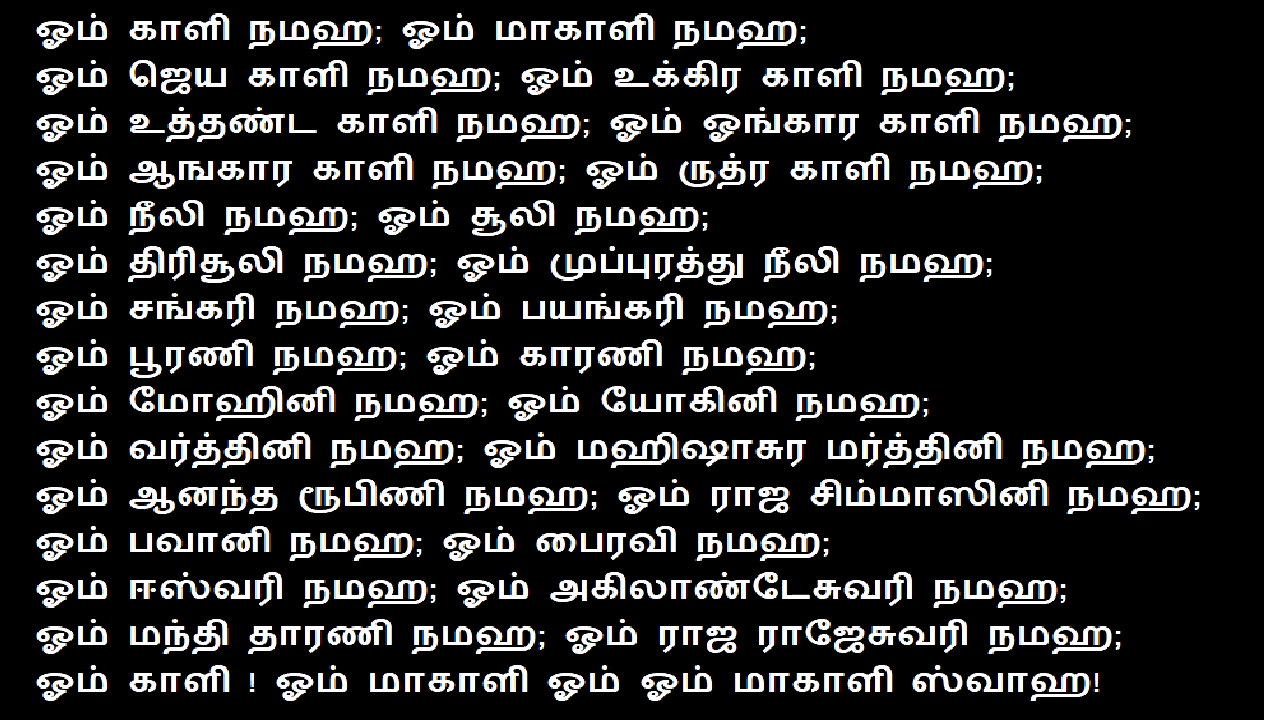 ஓம் காளி நமஹ; ஓம் மாகாளி நமஹ;
ஓம் ஜெய காளி நமஹ; ஓம் உக்கிர காளி நமஹ;
ஓம் உத்தண்ட காளி நமஹ; ஓம் ஓங்கார காளி நமஹ;
ஓம் ஆஙகார காளி நமஹ; ஓம் ருத்ர காளி நமஹ;
ஓம் நீலி நமஹ; ஓம் சூலி நமஹ;
ஓம் திரிசூலி நமஹ; ஓம் முப்புரத்து நீலி நமஹ;
ஓம் சங்கரி நமஹ; ஓம் பயங்கரி நமஹ;
ஓம் பூரணி நமஹ; ஓம் காரணி நமஹ;
ஓம் மோஹினி நமஹ; ஓம் யோகினி நமஹ;
ஓம் வர்த்தினி நமஹ; ஓம் மஹிஷாசுர மர்த்தினி நமஹ;
ஓம் ஆனந்த ரூபிணி நமஹ; ஓம் ராஜ சிம்மாஸினி நமஹ;
ஓம் பவானி நமஹ; ஓம் பைரவி நமஹ;
ஓம் ஈஸ்வரி நமஹ; ஓம் அகிலாண்டேசுவரி நமஹ;
ஓம் மந்தி தாரணி நமஹ; ஓம் ராஜ ராஜேசுவரி நமஹ;
ஓம் காளி ! ஓம் மாகாளி ஓம் ஓம் மாகாளி ஸ்வாஹ!